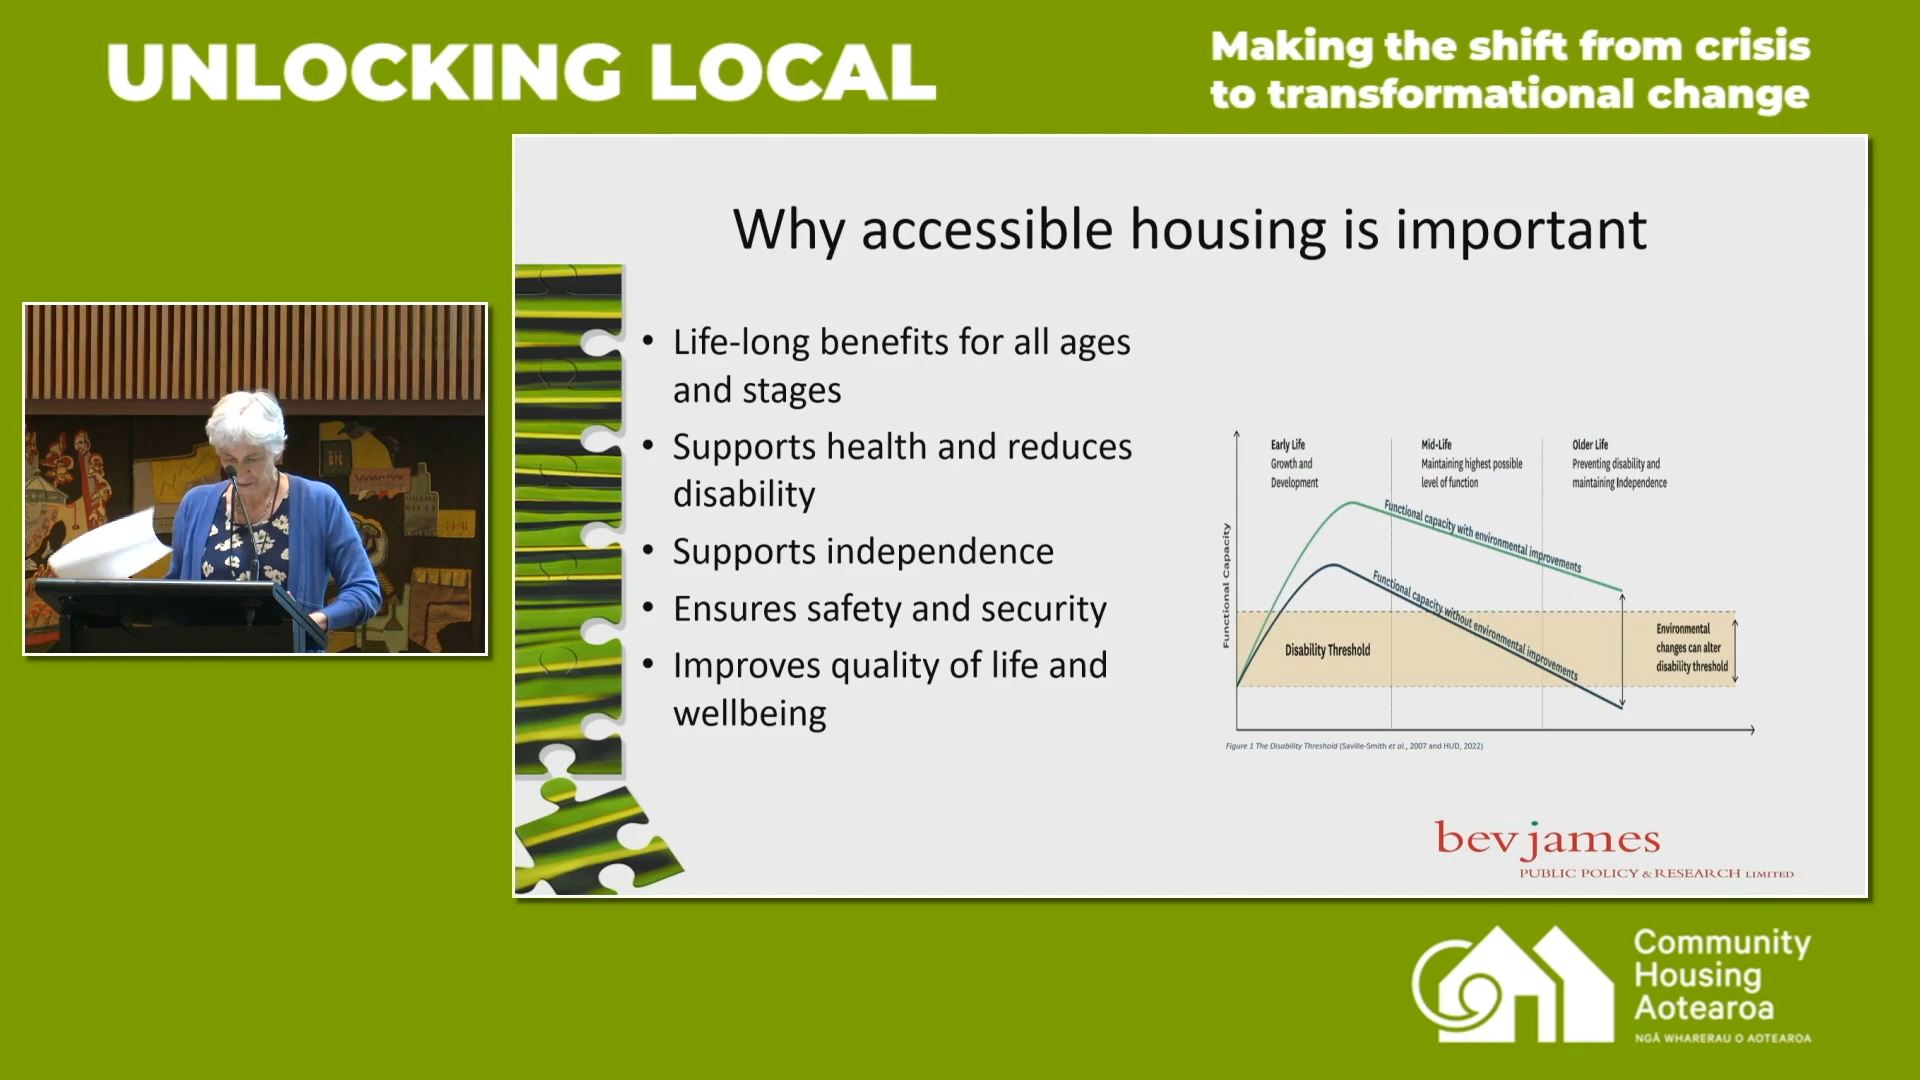 UNLOCKING LOCAL
Making the shift from crisis
to transformational change
Why accessible housing is important
• Life-long benefits for all ages
and stages
• Supports health and reduces
disability
• Supports independence
• Ensures safety and security
• Improves quality of life and
wellbeing
Early Life
Growth and
Development
Mid-Life
Maintaining highest possible
level of function
Older Life
Preventing disability and
maintaining Independence
Functional Capacity
Functional capacity with environmental improvements
Functional capacity without environmental improvements
Disability Threshold
Environmental
changes can alter
disability threshold
Figure 1 The Disability Threshold (Saville-Smith et al., 2007 and HUD, 2022)
bev james
PUBLIC POLICY & RESEARCH LIMITED
Community
Housing
Aotearoa
NGĀ WHARERAU O AOTEAROA